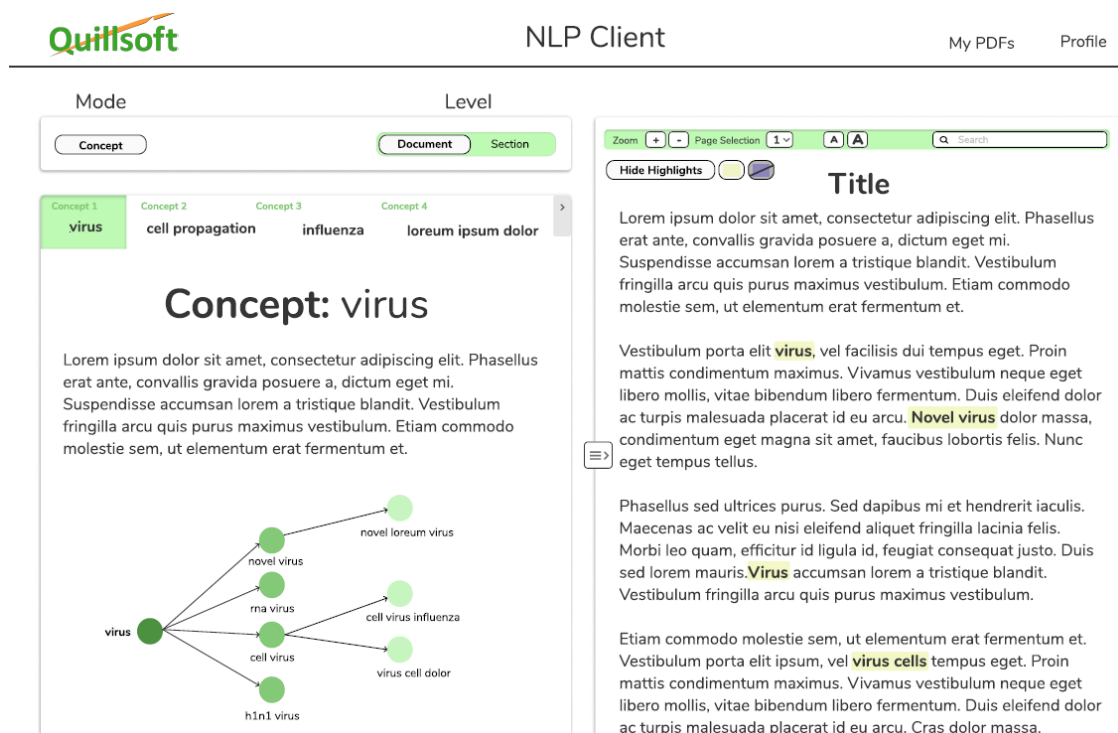 Quillsoft
NLP Client
My PDFs
Profile
Mode
Level
Concept
Document
Section
Concept 1
virus
Concept 2
cell propagation
Concept 3
influenza
Concept 4
loreum ipsum dolor
Concept: virus
Lorem ipsum dolor sit amet, consectetur adipiscing elit. Phasellus
erat ante, convallis gravida posuere a, dictum eget mi.
Suspendisse accumsan lorem a tristique blandit. Vestibulum
fringilla arcu quis purus maximus vestibulum. Etiam commodo
molestie sem, ut elementum erat fermentum et.
novel loreum virus
novel virus
rna virus
cell virus influenza
virus
cell virus
virus cell dolor
h1n1 virus
Zoom + - Page Selection 1 A A Search
Hide Highlights
Title
Lorem ipsum dolor sit amet, consectetur adipiscing elit. Phasellus
erat ante, convallis gravida posuere a, dictum eget mi.
Suspendisse accumsan lorem a tristique blandit. Vestibulum
fringilla arcu quis purus maximus vestibulum. Etiam commodo
molestie sem, ut elementum erat fermentum et.
Vestibulum porta elit virus, vel facilisis dui tempus eget. Proin
mattis condimentum maximus. Vivamus vestibulum neque eget
libero mollis, vitae bibendum libero fermentum. Duis eleifend dolor
ac turpis malesuada placerat id eu arcu. Novel virus dolor massa,
condimentum eget magna sit amet, faucibus lobortis felis. Nunc
eget tempus tellus.
Phasellus sed ultrices purus. Sed dapibus mi et hendrerit iaculis.
Maecenas ac velit eu nisi eleifend aliquet fringilla lacinia felis.
Morbi leo quam, efficitur id ligula id, feugiat consequat justo. Duis
sed lorem mauris.Virus accumsan lorem a tristique blandit.
Vestibulum fringilla arcu quis purus maximus vestibulum.
Etiam commodo molestie sem, ut elementum erat fermentum et.
Vestibulum porta elit ipsum, vel virus cells tempus eget. Proin
mattis condimentum maximus. Vivamus vestibulum neque eget
libero mollis, vitae bibendum libero fermentum. Duis eleifend dolor
ac turpis malesuada placerat id eu arcu. Cras dolor massa,